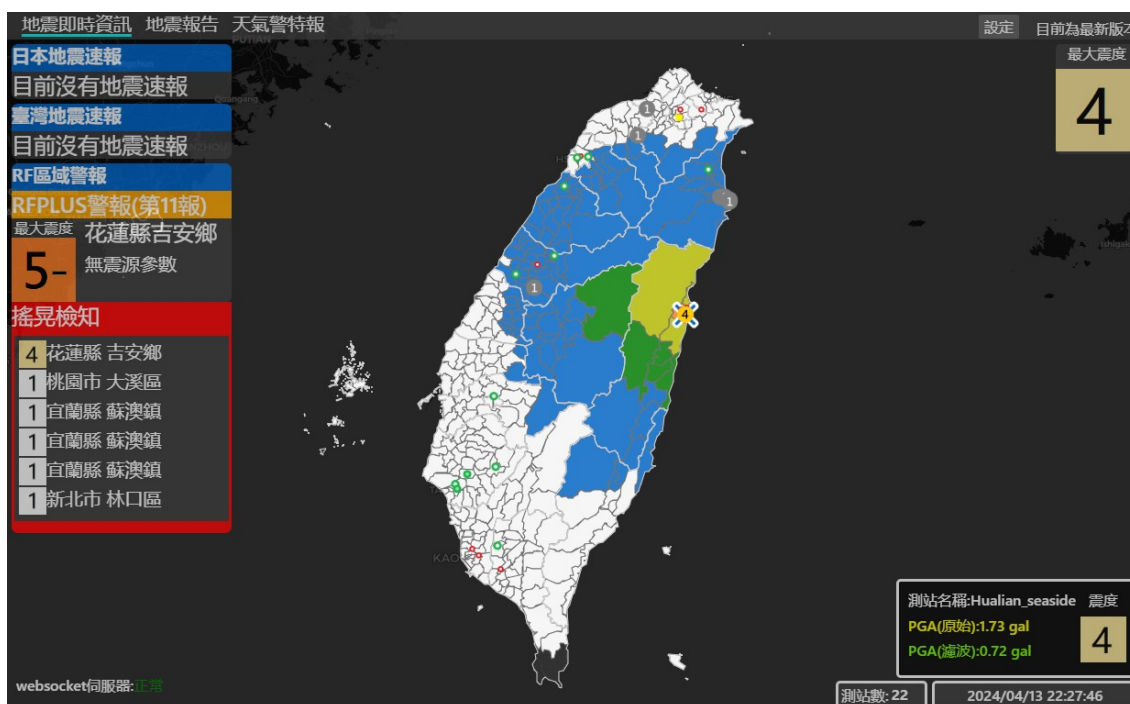 地震即時資訊 地震報告 天氣警特報
設定 目前為最新版本
日本地震速報
目前沒有地震速報
臺灣地震速報
目前沒有地震速報
RF區域警報
RFPLUS警報(第11報)
最大震度
5-
花蓮縣吉安鄉
無震源參數
搖晃檢知
4 花蓮縣 吉安鄉
1 桃園市 大溪區
1 宜蘭縣 蘇澳鎮
1 宜蘭縣 蘇澳鎮
1 宜蘭縣 蘇澳鎮
1 新北市 林口區
websocket伺服器:正常
1
1
1
1
4
最大震度
4
測站名稱:Hualian_seaside 震度
PGA(原始):1.73 gal
PGA(濾波):0.72 gal
4
測站數: 22
2024/04/13 22:27:46